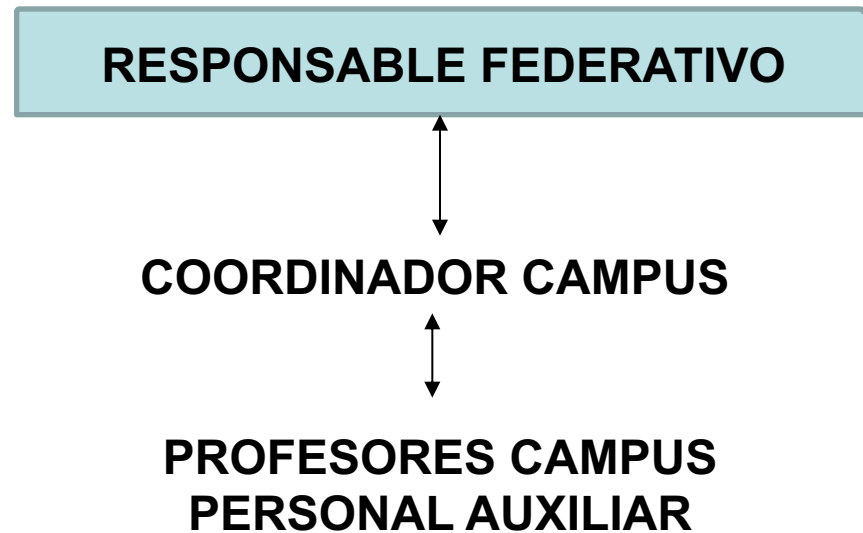 RESPONSABLE FEDERATIVO
COORDINADOR CAMPUS
PROFESORES CAMPUS
PERSONAL AUXILIAR